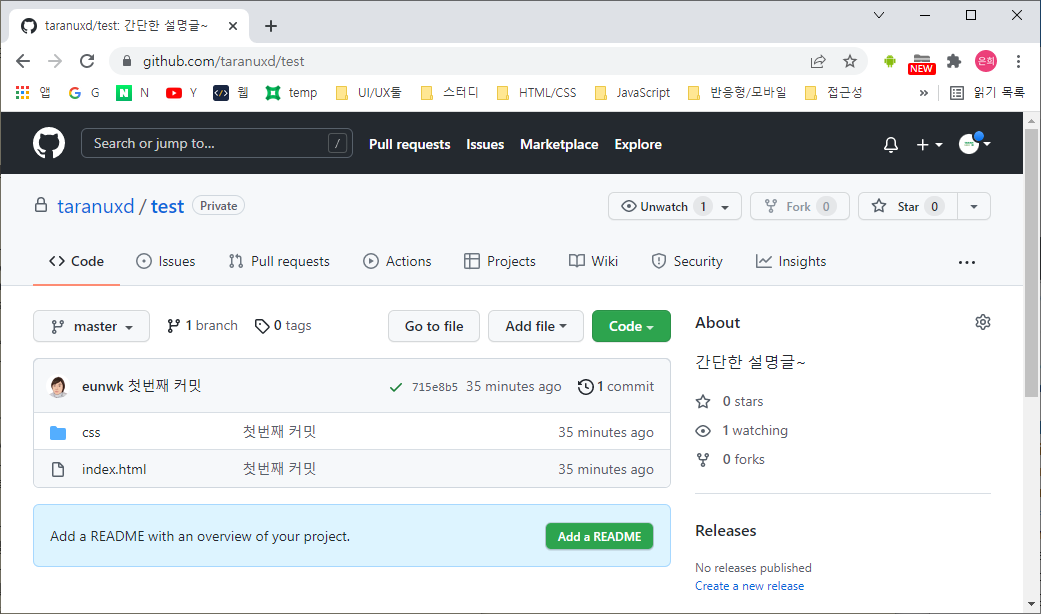 taranuxd/test: 간단한 설명글~
github.com/taranuxd/test
은희
NEW
앱 G N Y 웹 temp UI/UX툴 스터디 HTML/CSS JavaScript 반응형/모바일 접근성 » 읽기 목록
Search or jump to... / Pull requests Issues Marketplace Explore
taranuxd / test Private Unwatch 1 Fork 0 Star 0
Code Issues Pull requests Actions Projects Wiki Security Insights ...
master 1 branch 0 tags Go to file Add file Code
eunwk 첫번째 커밋 715e8b5 35 minutes ago 1 commit
css 첫번째 커밋 35 minutes ago
index.html 첫번째 커밋 35 minutes ago
Add a README with an overview of your project. Add a README
About
간단한 설명글~
0 stars
1 watching
0 forks
Releases
No releases published
Create a new release